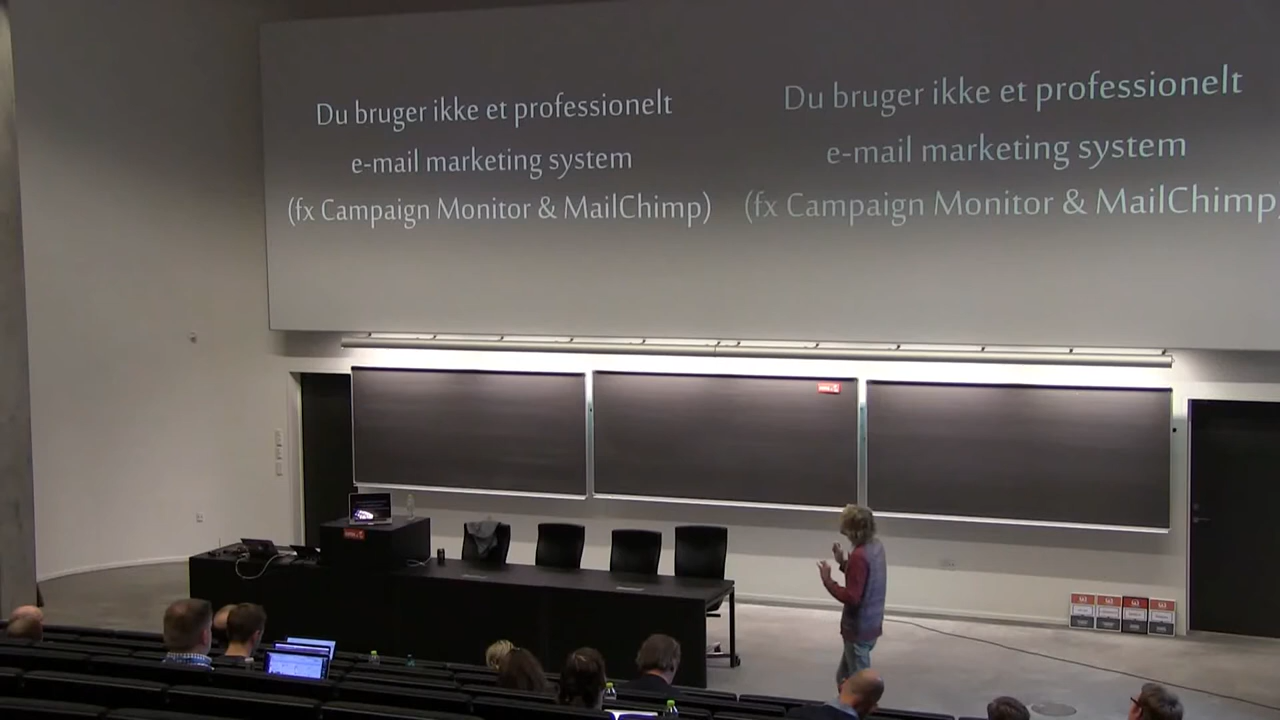 Du bruger ikke et professionelt
e-mail marketing system
(fx Campaign Monitor & MailChimp)
Du bruger ikke et professionelt
e-mail marketing system
(fx Campaign Monitor & MailChimp